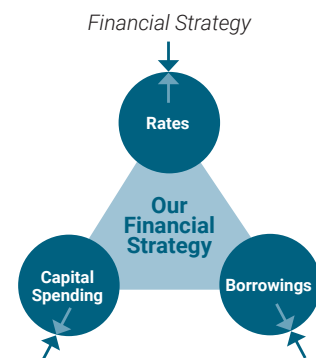 Financial Strategy
Rates
Our
Financial
Strategy
Capital
Spending
Borrowings